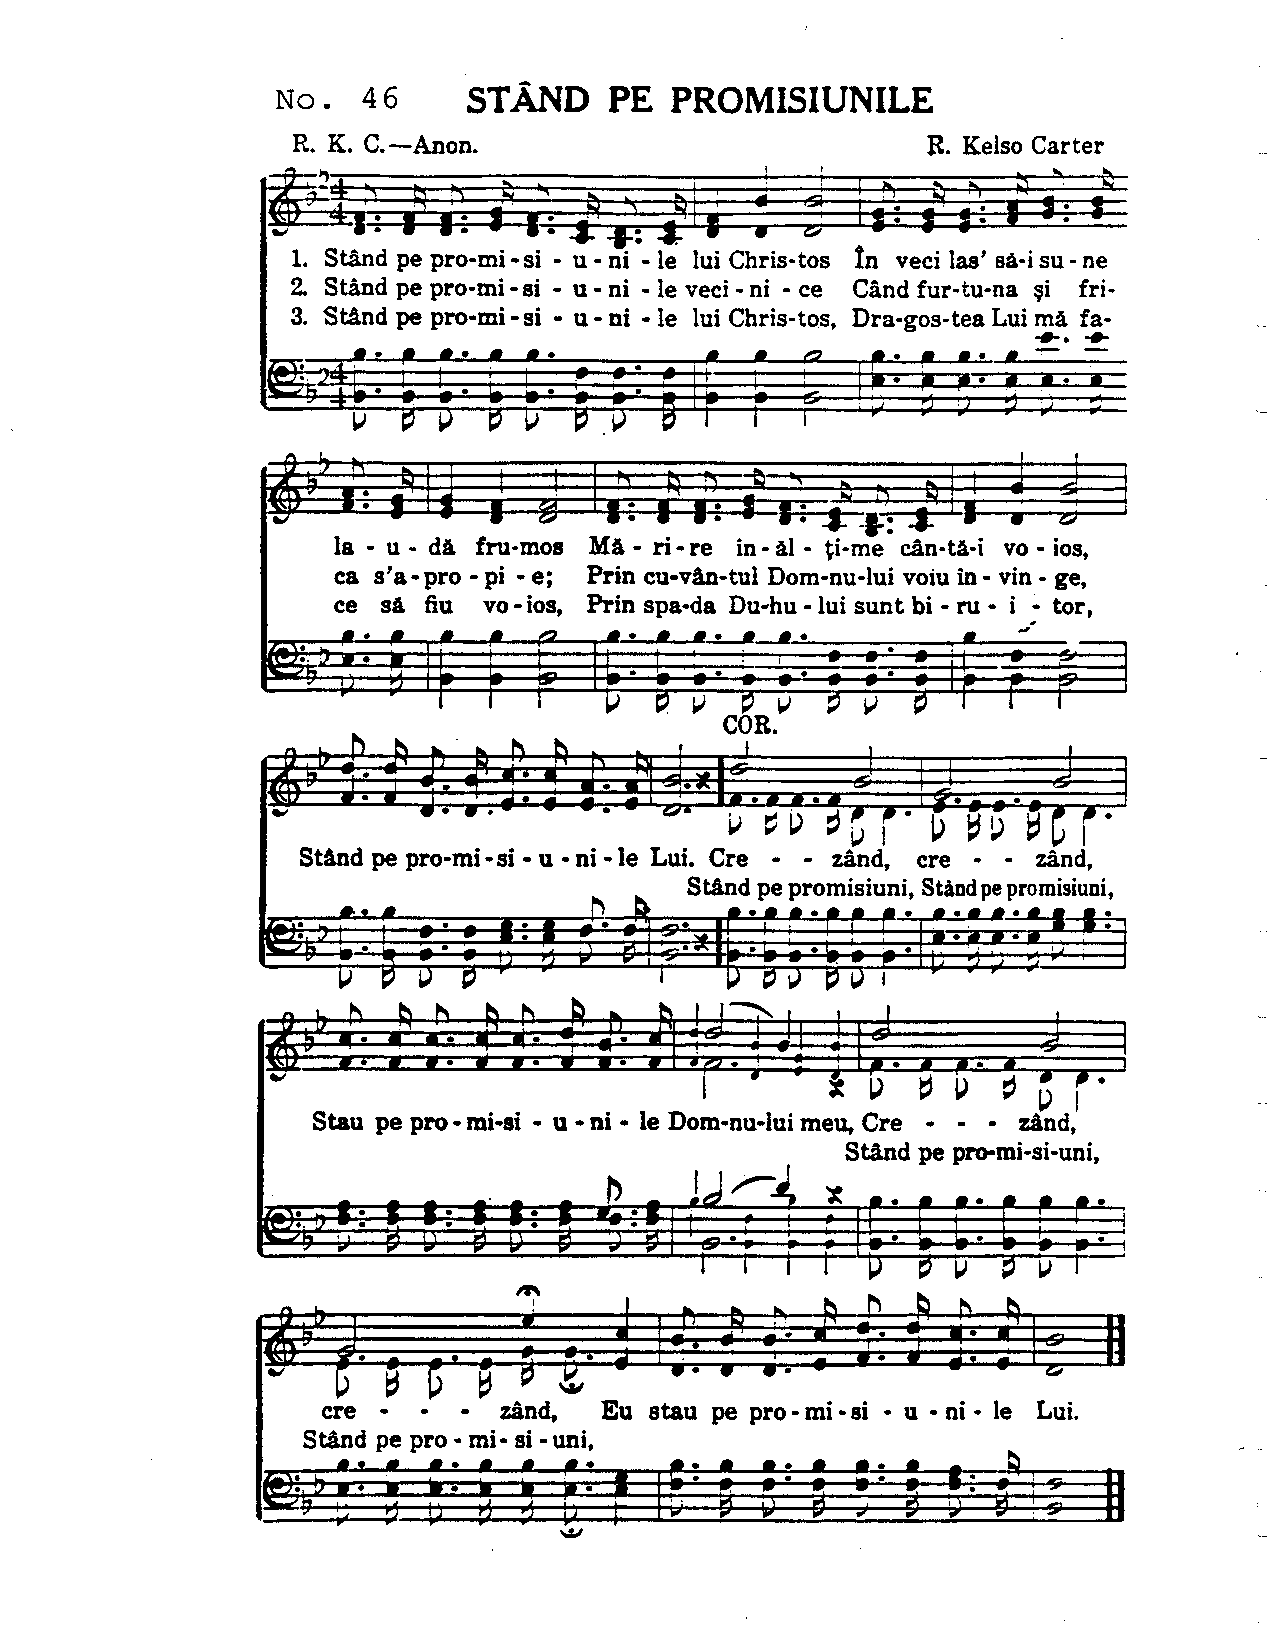 No. 46 STÂND PE PROMISIUNILE
R. K. C.—Anon. R. Kelso Carter
1. Stând pe pro-mi-si - u - ni - le lui Chris-tos În veci las' să-i su - ne
2. Stând pe pro-mi-si - u - ni - le veci - ni - ce Când fur-tu-na şi fri-
3. Stând pe pro-mi-si - u - ni - le lui Chris-tos, Dra-gos-tea Lui mă fa-
la - u - dă fru-mos Mă - ri - re in - ăl - ţi-me cân-tă-i vo - ios,
ca s'a-pro - pi - e; Prin cu-vân-tul Dom-nu-lui voiu in - vin - ge,
ce să fiu vo-ios, Prin spa-da Du-hu - lui sunt bi - ru - i - tor,
COR.
Stând pe pro-mi-si - u - ni - le Lui. Cre - - zând, cre - - zând,
Stând pe promisiuni, Stând pe promisiuni,
Stau pe pro - mi-si - u - ni - le Dom-nu-lui meu, Cre - - - zând,
Stând pe pro-mi-si-uni,
cre - - - zând, Eu stau pe pro - mi - si - u - ni - le Lui.
Stând pe pro - mi - si - uni,